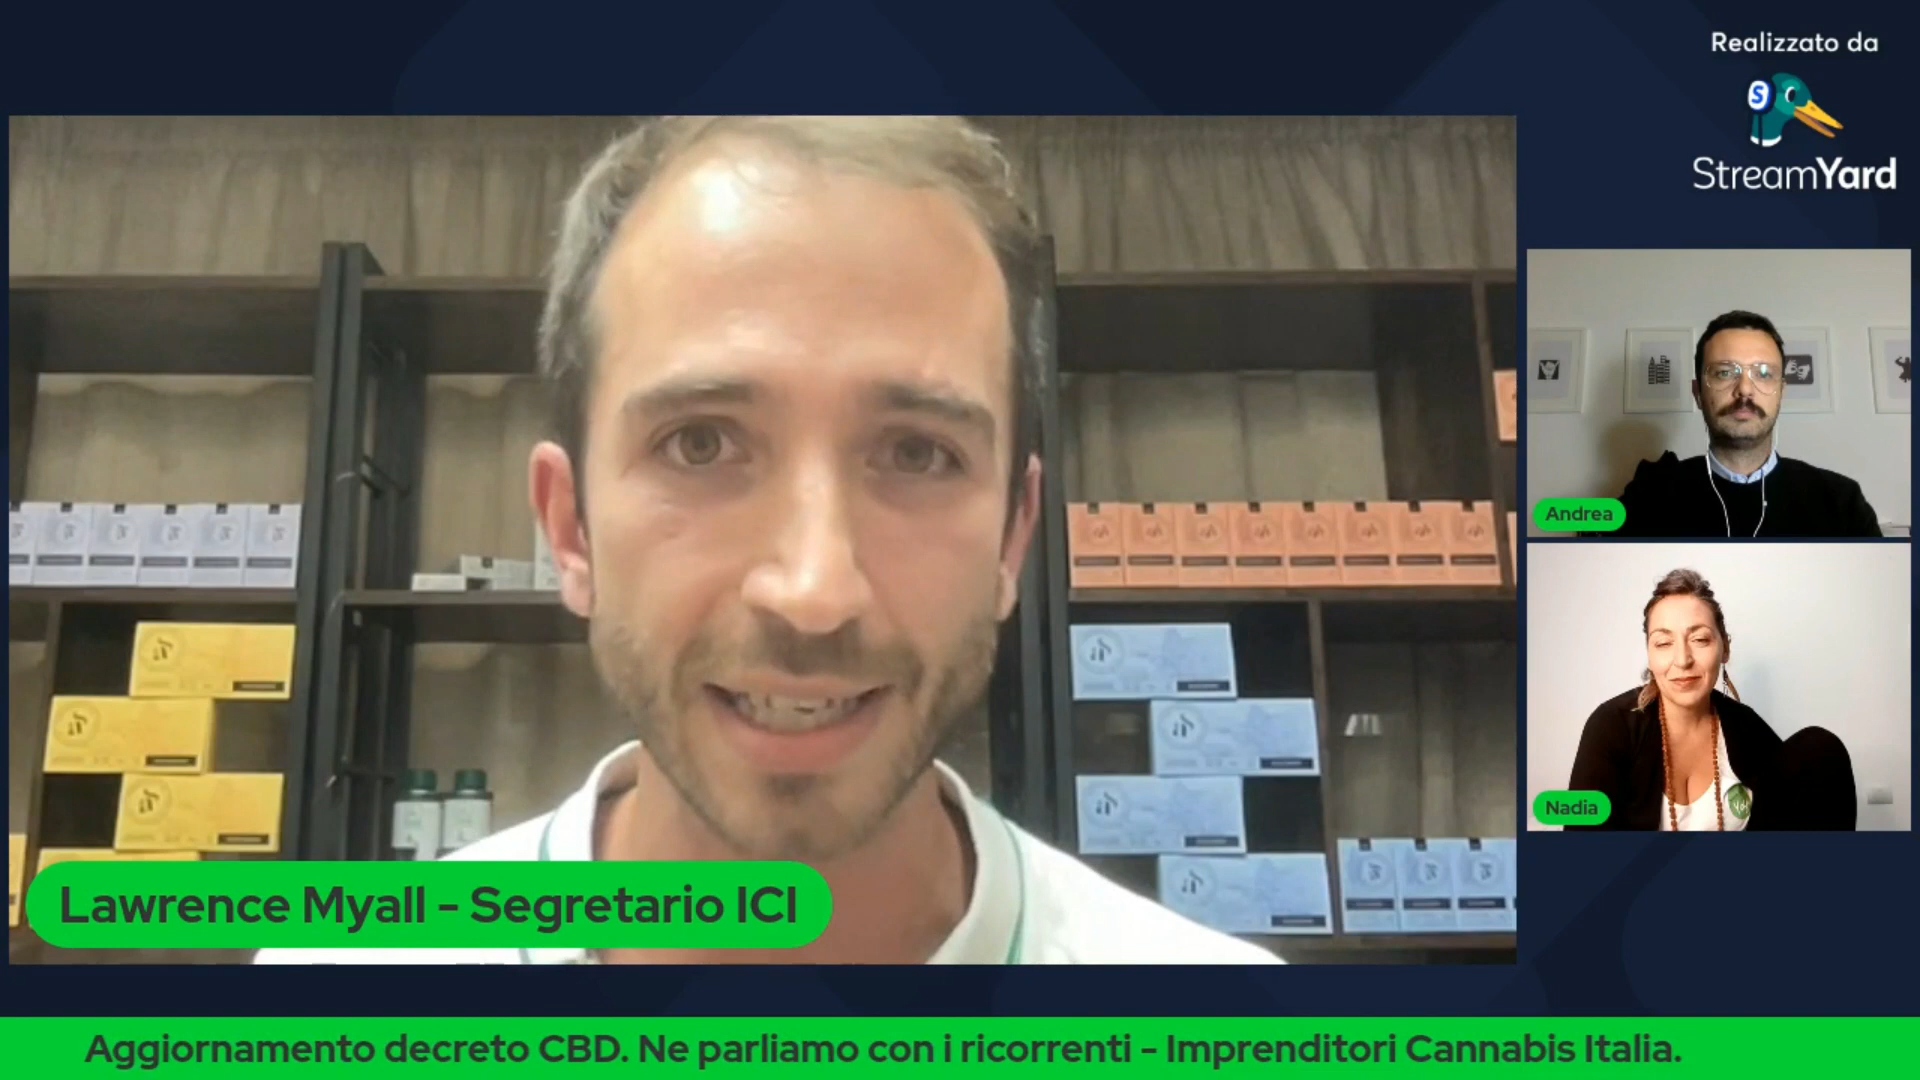 Realizzato da
StreamYard
Andrea
Nadia
Lawrence Myall - Segretario ICI
Aggiornamento decreto CBD. Ne parliamo con i ricorrenti - Imprenditori Cannabis Italia.